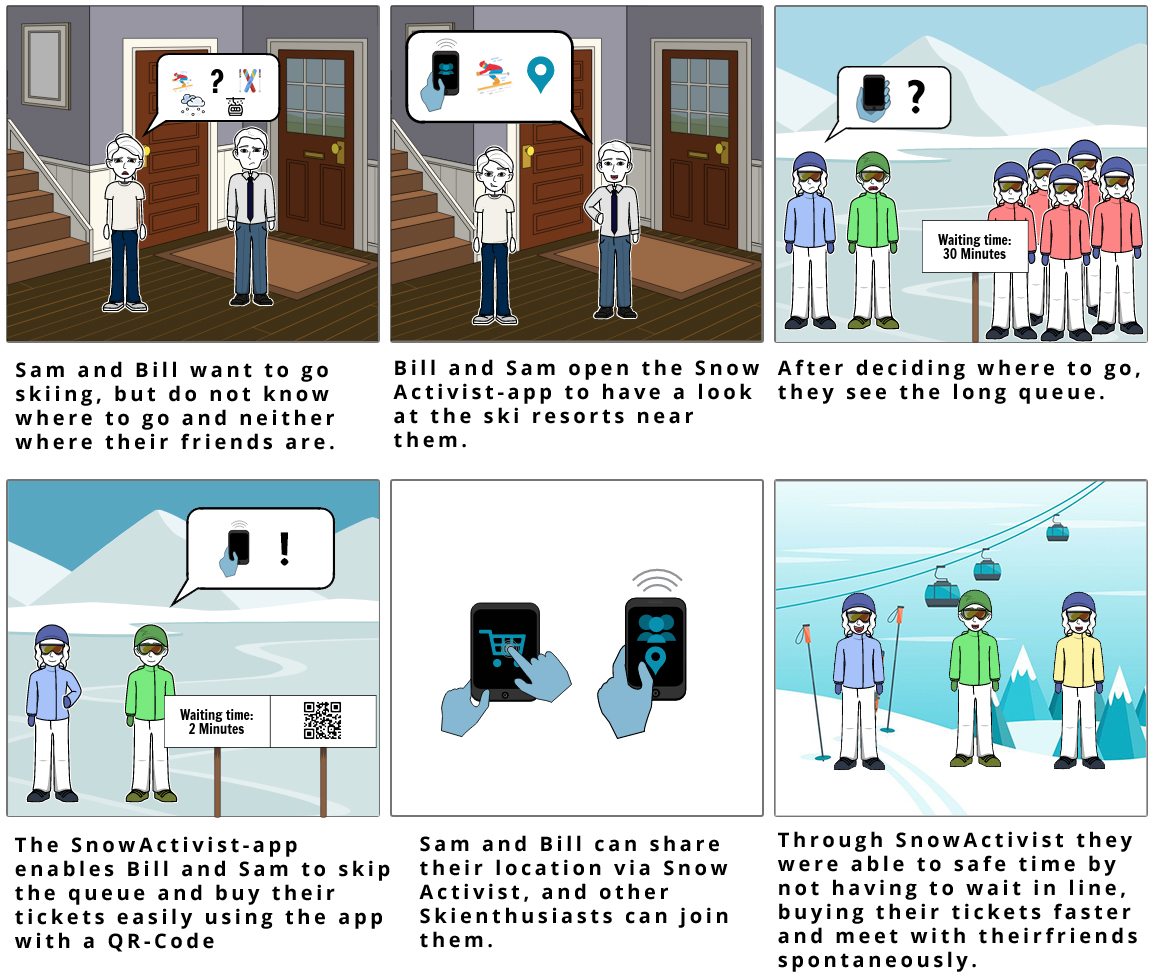 ?
Sam and Bill want to go
skiing, but do not know
where to go and neither
where their friends are.
Bill and Sam open the Snow
Activist-app to have a look
at the ski resorts near
them.
?
Waiting time:
30 Minutes
After deciding where to go,
they see the long queue.
!
Waiting time:
2 Minutes
The SnowActivist-app
enables Bill and Sam to skip
the queue and buy their
tickets easily using the app
with a QR-Code
Sam and Bill can share
their location via Snow
Activist, and other
Skienthusiasts can join
them.
Through SnowActivist they
were able to safe time by
not having to wait in line,
buying their tickets faster
and meet with theirfriends
spontaneously.